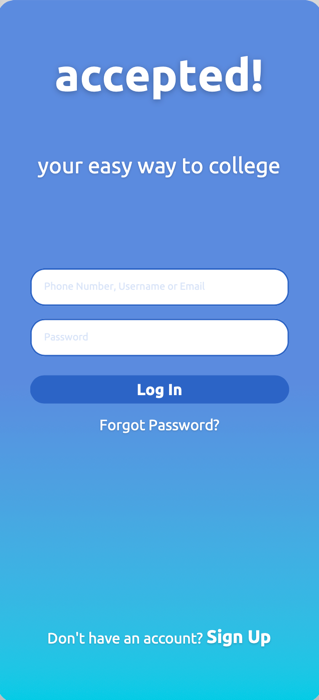 accepted!
your easy way to college
Phone Number, Username or Email
Password
Log In
Forgot Password?
Don't have an account? Sign Up